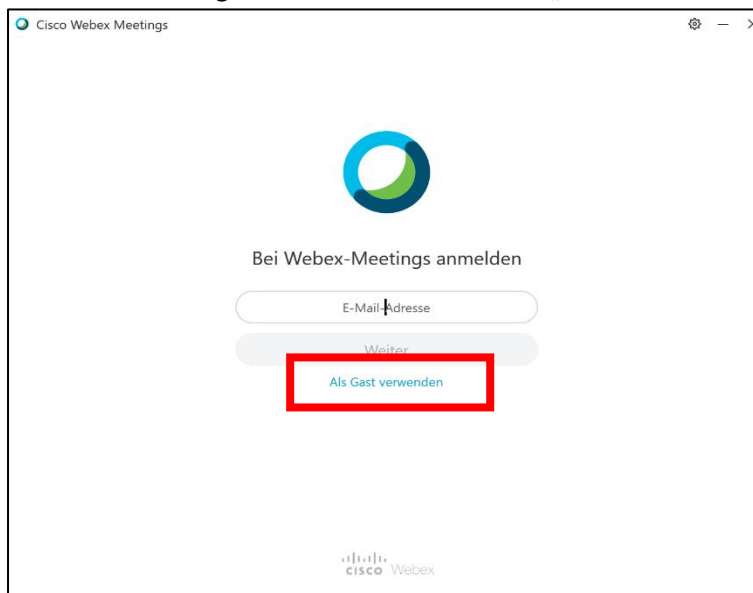 Cisco Webex Meetings
Bei Webex-Meetings anmelden
E-Mail-Adresse
Weiter
Als Gast verwenden
CISCO Webex